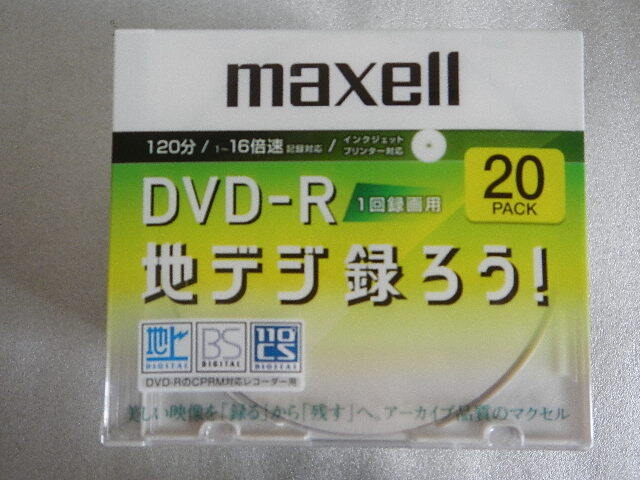 maxell
120分/1~16倍速記録対応/インクジェットプリンター対応
DVD-R 1回録画用
20
PACK
地デジ録ろう!
地上 BS 110°CS
DIGITAL DIGITAL DIGITAL
DVD-RのCPRM対応レコーダー用
美しい映像を「録る」から「残す」へ。アーカイブ品質のマクセル